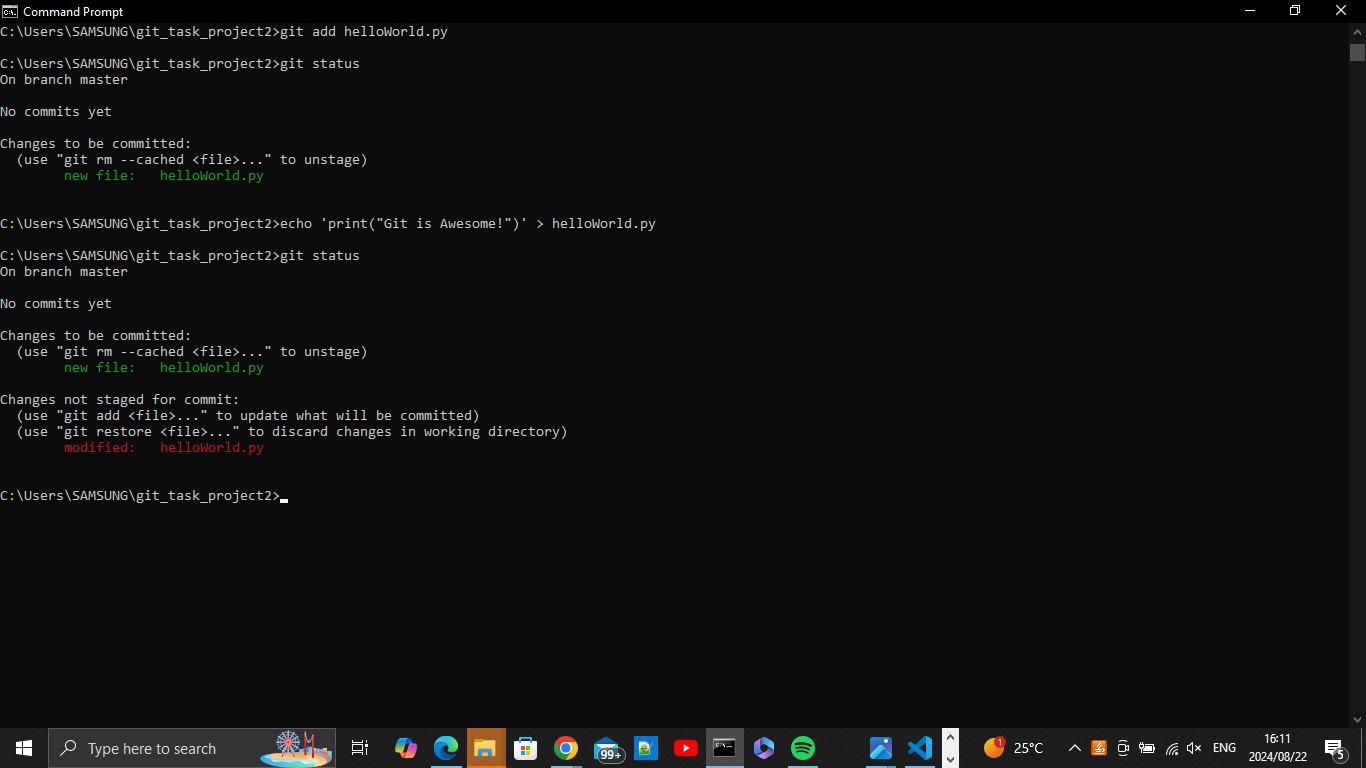 Command Prompt
C:\Users\SAMSUNG\git_task_project2>git add helloWorld.py
C:\Users\SAMSUNG\git_task_project2>git status
On branch master
No commits yet
Changes to be committed:
  (use "git rm --cached <file>..." to unstage)
        new file:   helloWorld.py
C:\Users\SAMSUNG\git_task_project2>echo 'print("Git is Awesome!")' > helloWorld.py
C:\Users\SAMSUNG\git_task_project2>git status
On branch master
No commits yet
Changes to be committed:
  (use "git rm --cached <file>..." to unstage)
        new file:   helloWorld.py
Changes not staged for commit:
  (use "git add <file>..." to update what will be committed)
  (use "git restore <file>..." to discard changes in working directory)
        modified:   helloWorld.py
C:\Users\SAMSUNG\git_task_project2>
Type here to search
99+
1
25°C
ENG
16:11
2024/08/22
5